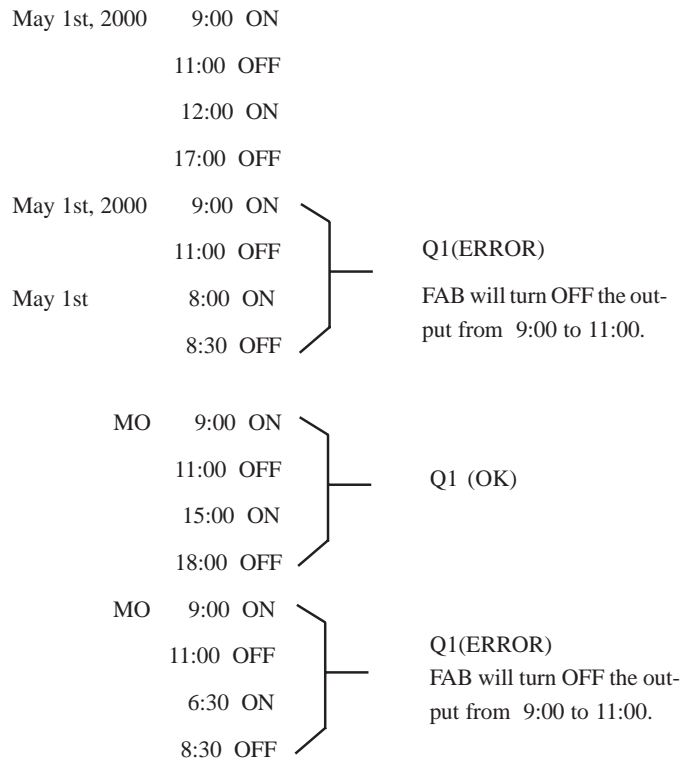 May 1st, 2000 9:00 ON
11:00 OFF
12:00 ON
17:00 OFF
May 1st, 2000 9:00 ON
11:00 OFF
May 1st 8:00 ON
8:30 OFF
Q1(ERROR)
FAB will turn OFF the out-
put from 9:00 to 11:00.
MO 9:00 ON
11:00 OFF
15:00 ON
18:00 OFF
Q1 (OK)
MO 9:00 ON
11:00 OFF
6:30 ON
8:30 OFF
Q1(ERROR)
FAB will turn OFF the out-
put from 9:00 to 11:00.